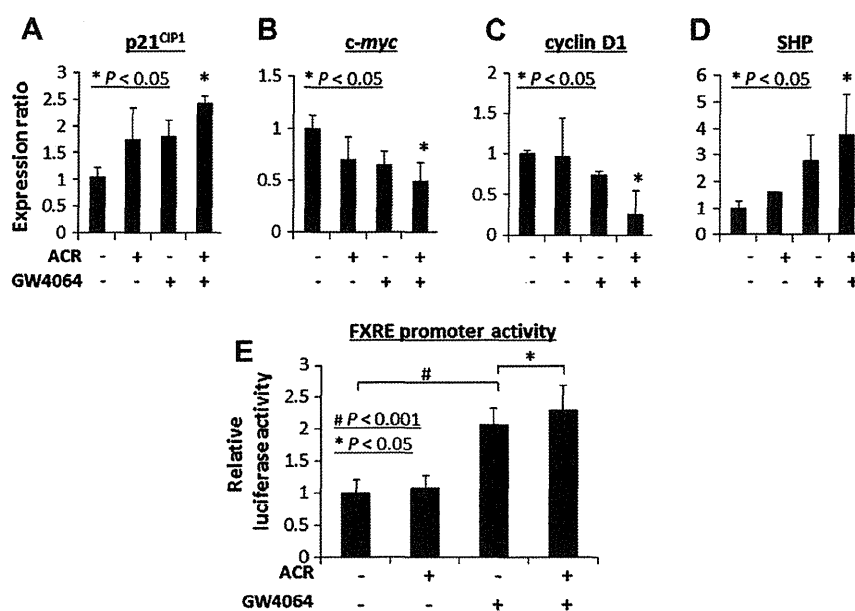 A B C D
p21CIP1 c-myc cyclin D1 SHP
Expression ratio
3 2.5 2 1.5 1 0.5 0
* P < 0.05 *
1.5 1 0.5 0
* P < 0.05 *
2 1.5 1 0.5 0
* P < 0.05 *
6 5 4 3 2 1 0
* P < 0.05 *
ACR - + - + - + - + - + - + - + - +
GW4064 - - + + - - + + - - + + - - + +
E
FXRE promoter activity
Relative
luciferase activity
3 2.5 2 1.5 1 0.5 0
# *
# P < 0.001
* P < 0.05
ACR - + - +
GW4064 - - + +